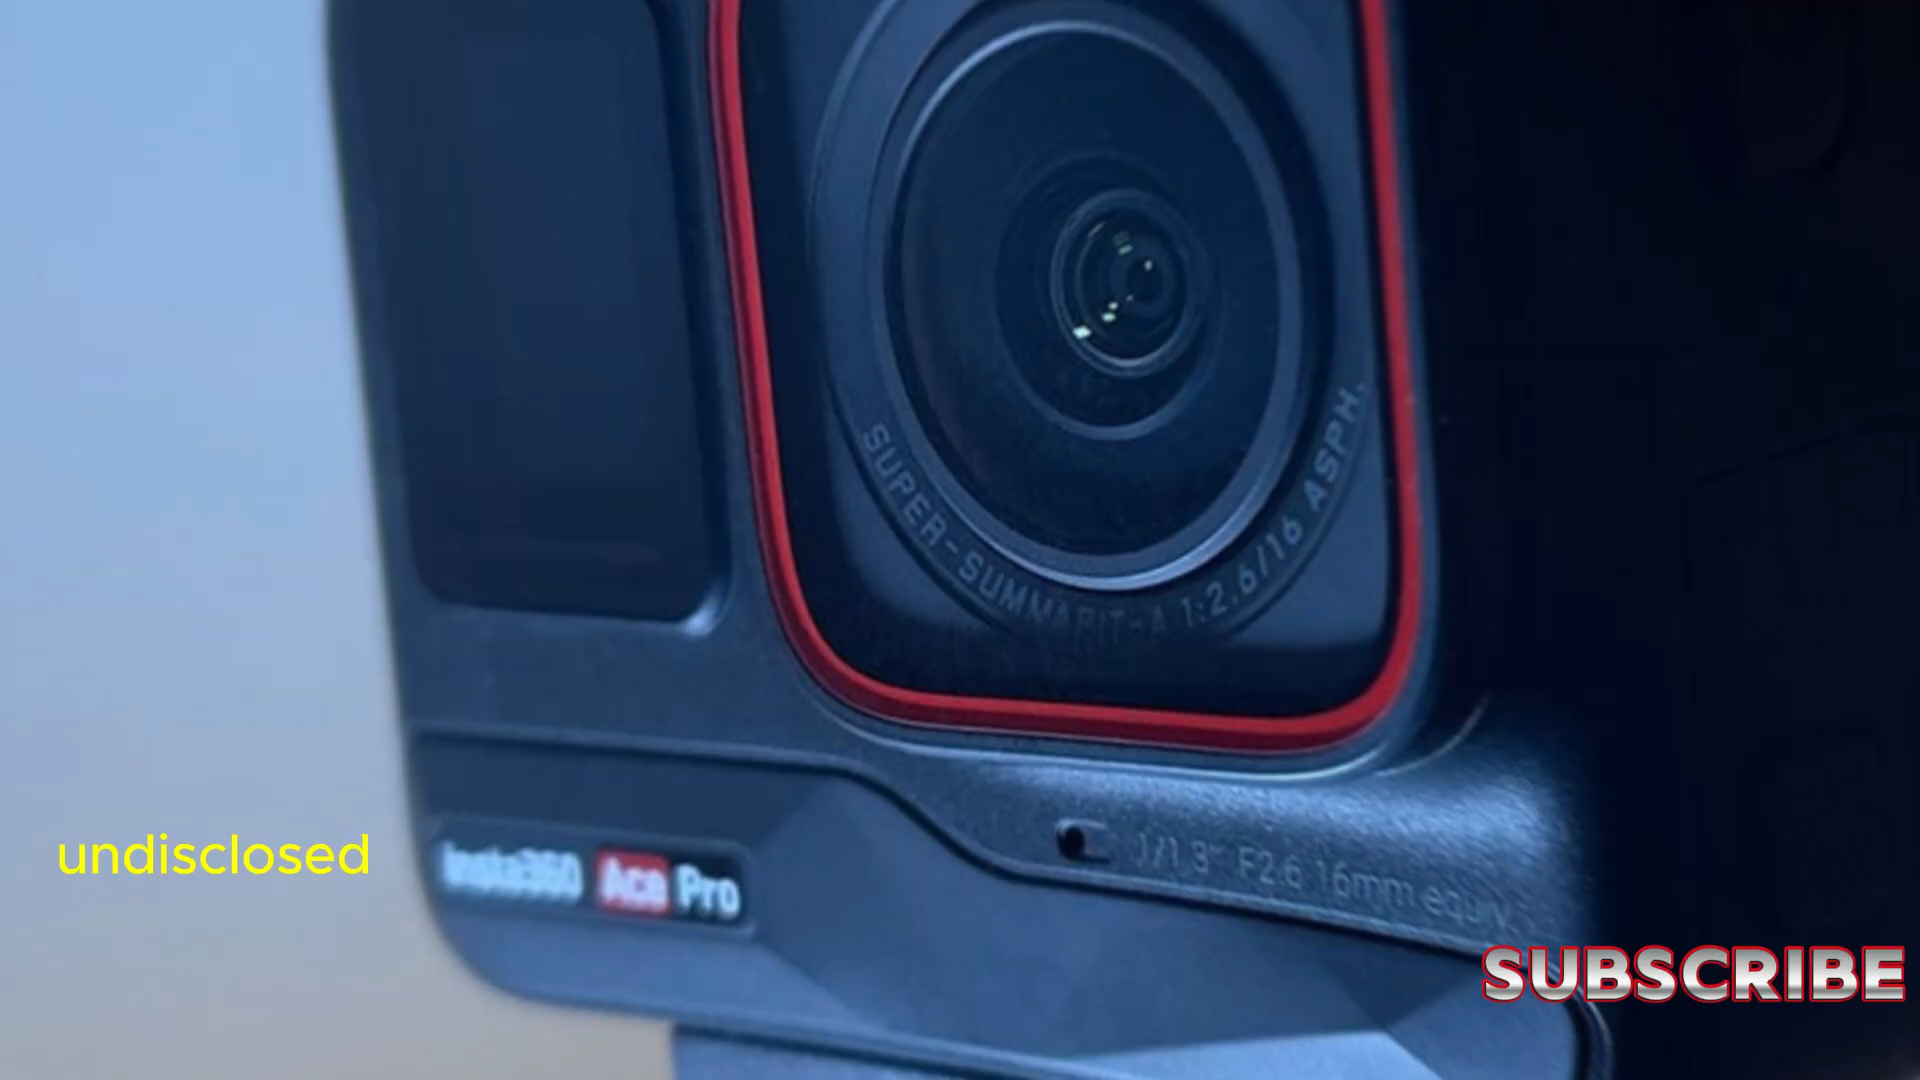 SUPER-SUMMARIT-A 1:2.6/16 ASPH.
1/1.3" F2.6 16mm equiv.
undisclosed
Insta360 Ace Pro
SUBSCRIBE